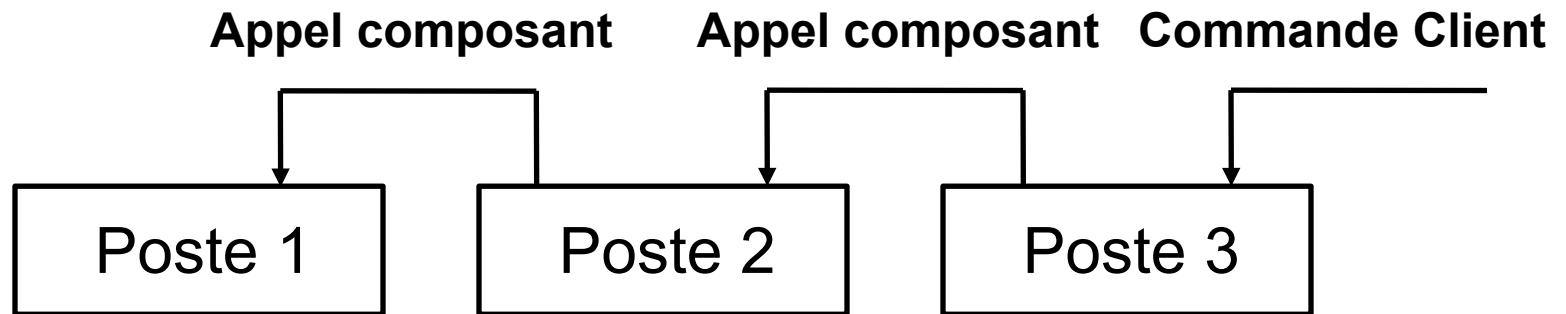 Appel composant Appel composant Commande Client
Poste 1 Poste 2 Poste 3